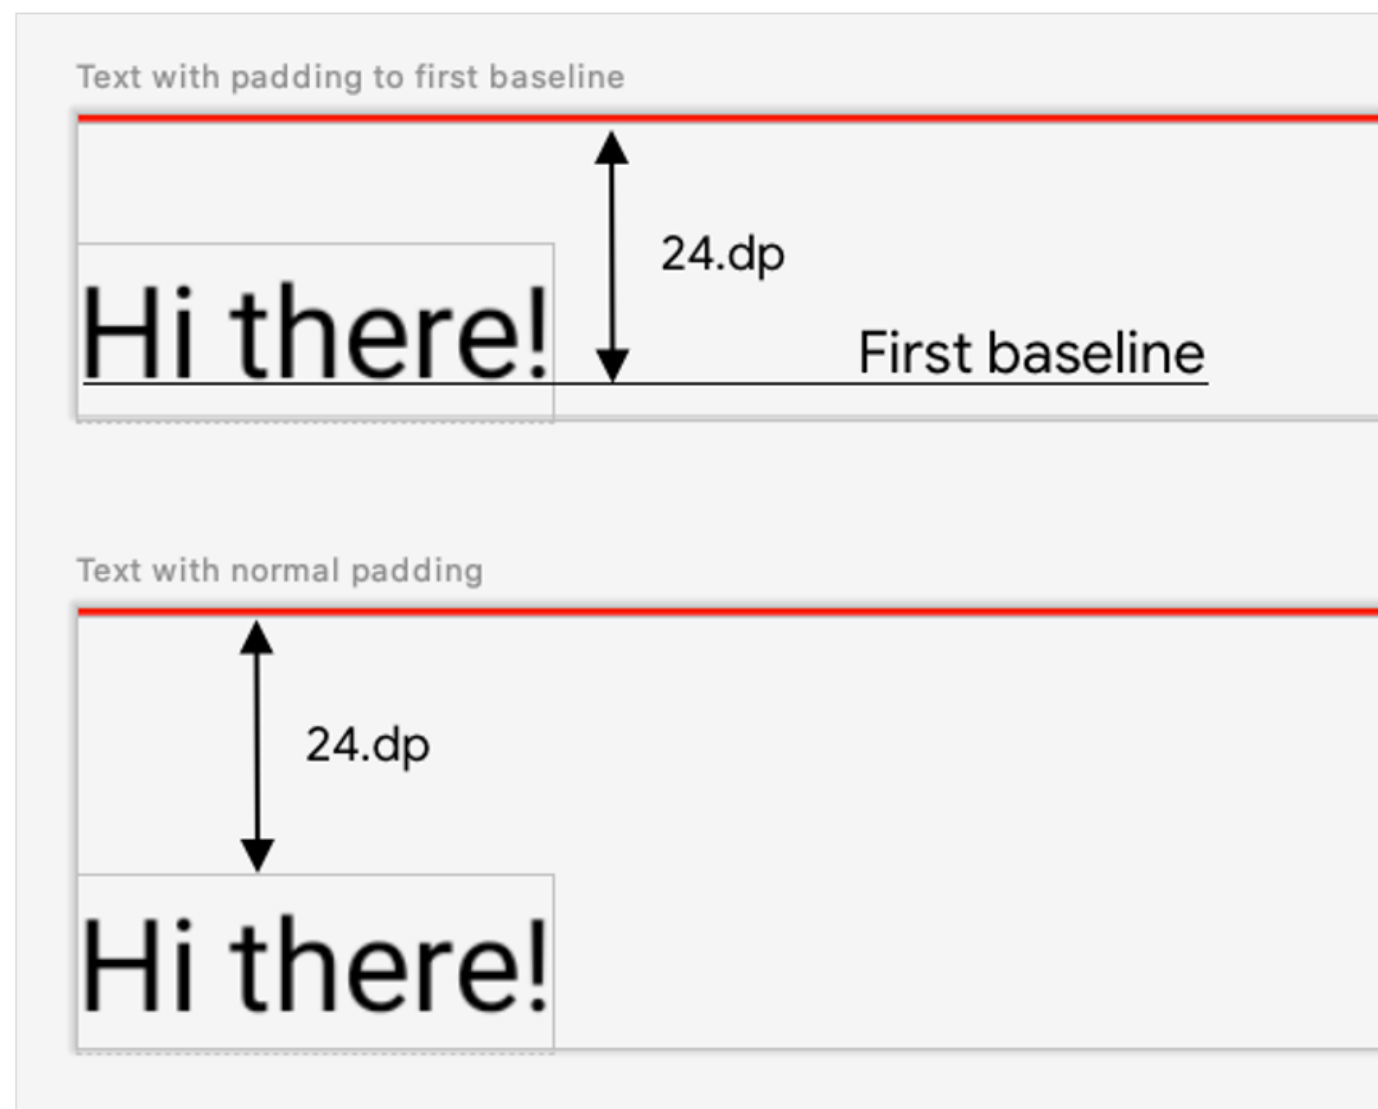 Text with padding to first baseline
24.dp
Hi there!
First baseline
Text with normal padding
24.dp
Hi there!